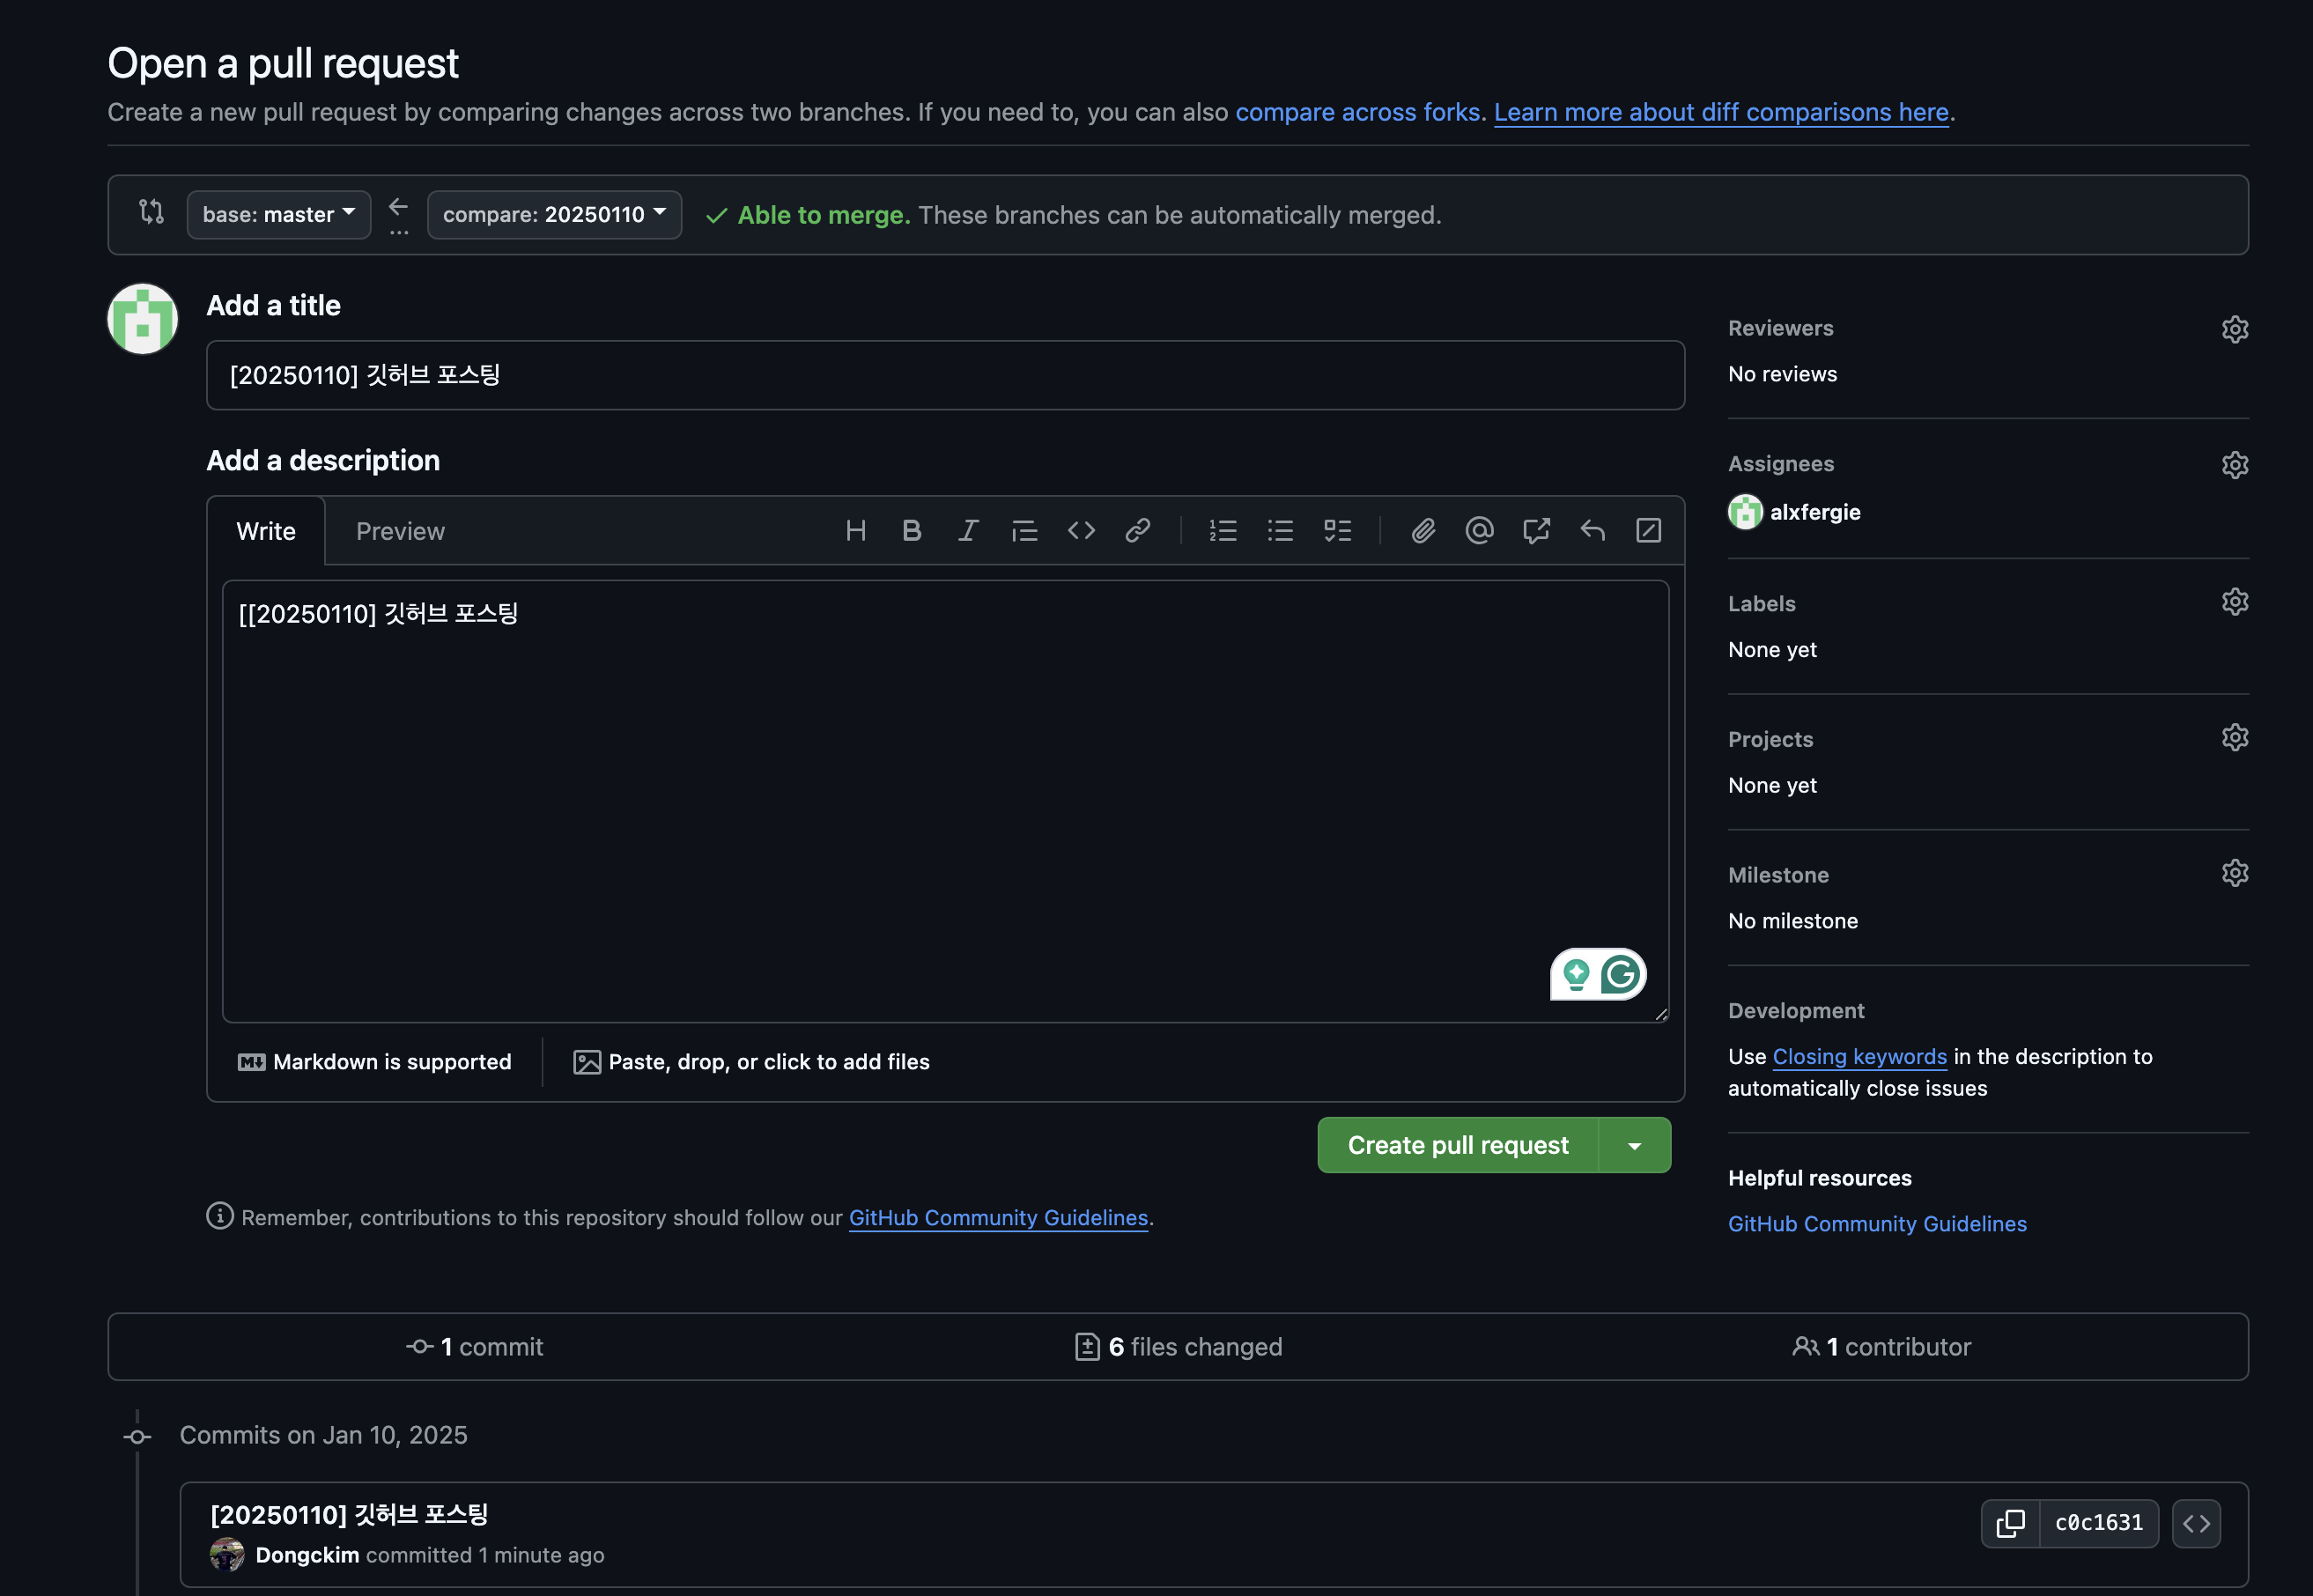 Open a pull request
Create a new pull request by comparing changes across two branches. If you need to, you can also compare across forks. Learn more about diff comparisons here.
base: master
compare: 20250110
Able to merge. These branches can be automatically merged.
Add a title
[20250110] 깃허브 포스팅
Add a description
Write
Preview
[[20250110] 깃허브 포스팅
Markdown is supported
Paste, drop, or click to add files
Create pull request
Remember, contributions to this repository should follow our GitHub Community Guidelines.
Reviewers
No reviews
Assignees
alxfergie
Labels
None yet
Projects
None yet
Milestone
No milestone
Development
Use Closing keywords in the description to
automatically close issues
Helpful resources
GitHub Community Guidelines
1 commit
6 files changed
1 contributor
Commits on Jan 10, 2025
[20250110] 깃허브 포스팅
Dongckim committed 1 minute ago
c0c1631